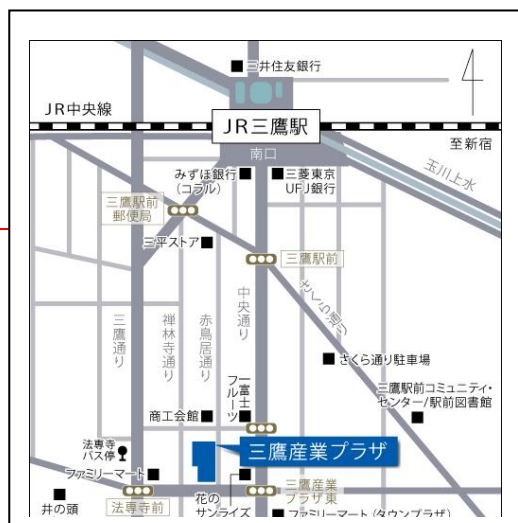 三井住友銀行
JR中央線
JR三鷹駅
至新宿
南口
玉川上水
みずほ銀行
(コラル)
三菱東京
UFJ銀行
三鷹駅前
郵便局
三平ストア
三鷹駅前
中央通り
さくら通り
三鷹通り
禅林寺通り
赤鳥居通り
さくら通り駐車場
一富士
フルーツ
三鷹駅前コミュニティ・
センター/駅前図書館
商工会館
法専寺
バス停
三鷹産業プラザ
ファミリーマート
三鷹産業
プラザ東
井の頭
法専寺前
花の
サンライズ
ファミリーマート(タウンプラザ)